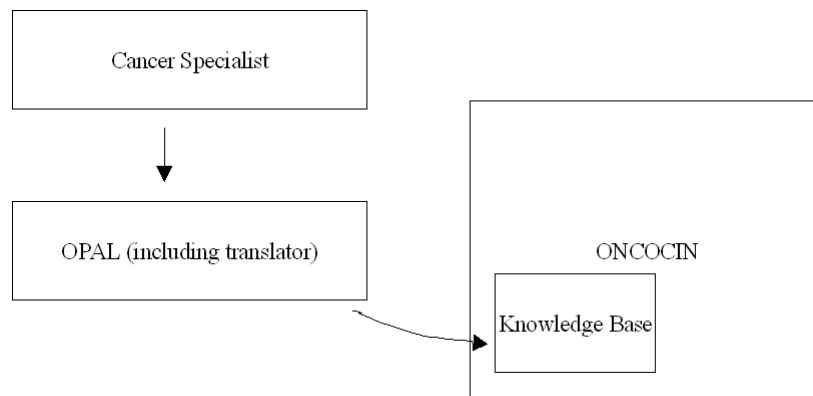 Cancer Specialist
OPAL (including translator)
ONCOCIN
Knowledge Base